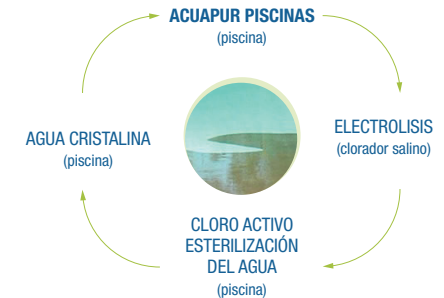 ACUAPUR PISCINAS
(piscina)
ELECTROLISIS
(clorador salino)
CLORO ACTIVO
ESTERILIZACIÓN
DEL AGUA
(piscina)
AGUA CRISTALINA
(piscina)